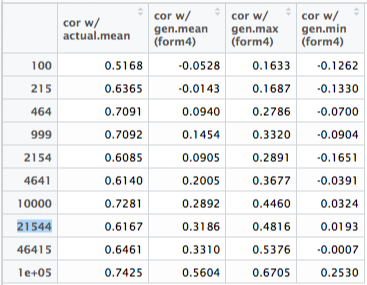 cor w/ actual.mean cor w/ gen.mean (form4) cor w/ gen.max (form4) cor w/ gen.min (form4)
100 0.5168 -0.0528 0.1633 -0.1262
215 0.6365 -0.0143 0.1687 -0.1330
464 0.7091 0.0940 0.2786 -0.0700
999 0.7092 0.1454 0.3320 -0.0904
2154 0.6085 0.0905 0.2891 -0.1651
4641 0.6140 0.2005 0.3677 -0.0391
10000 0.7281 0.2892 0.4460 0.0324
21544 0.6167 0.3186 0.4816 0.0193
46415 0.6461 0.3310 0.5376 -0.0007
1e+05 0.7425 0.5604 0.6705 0.2530